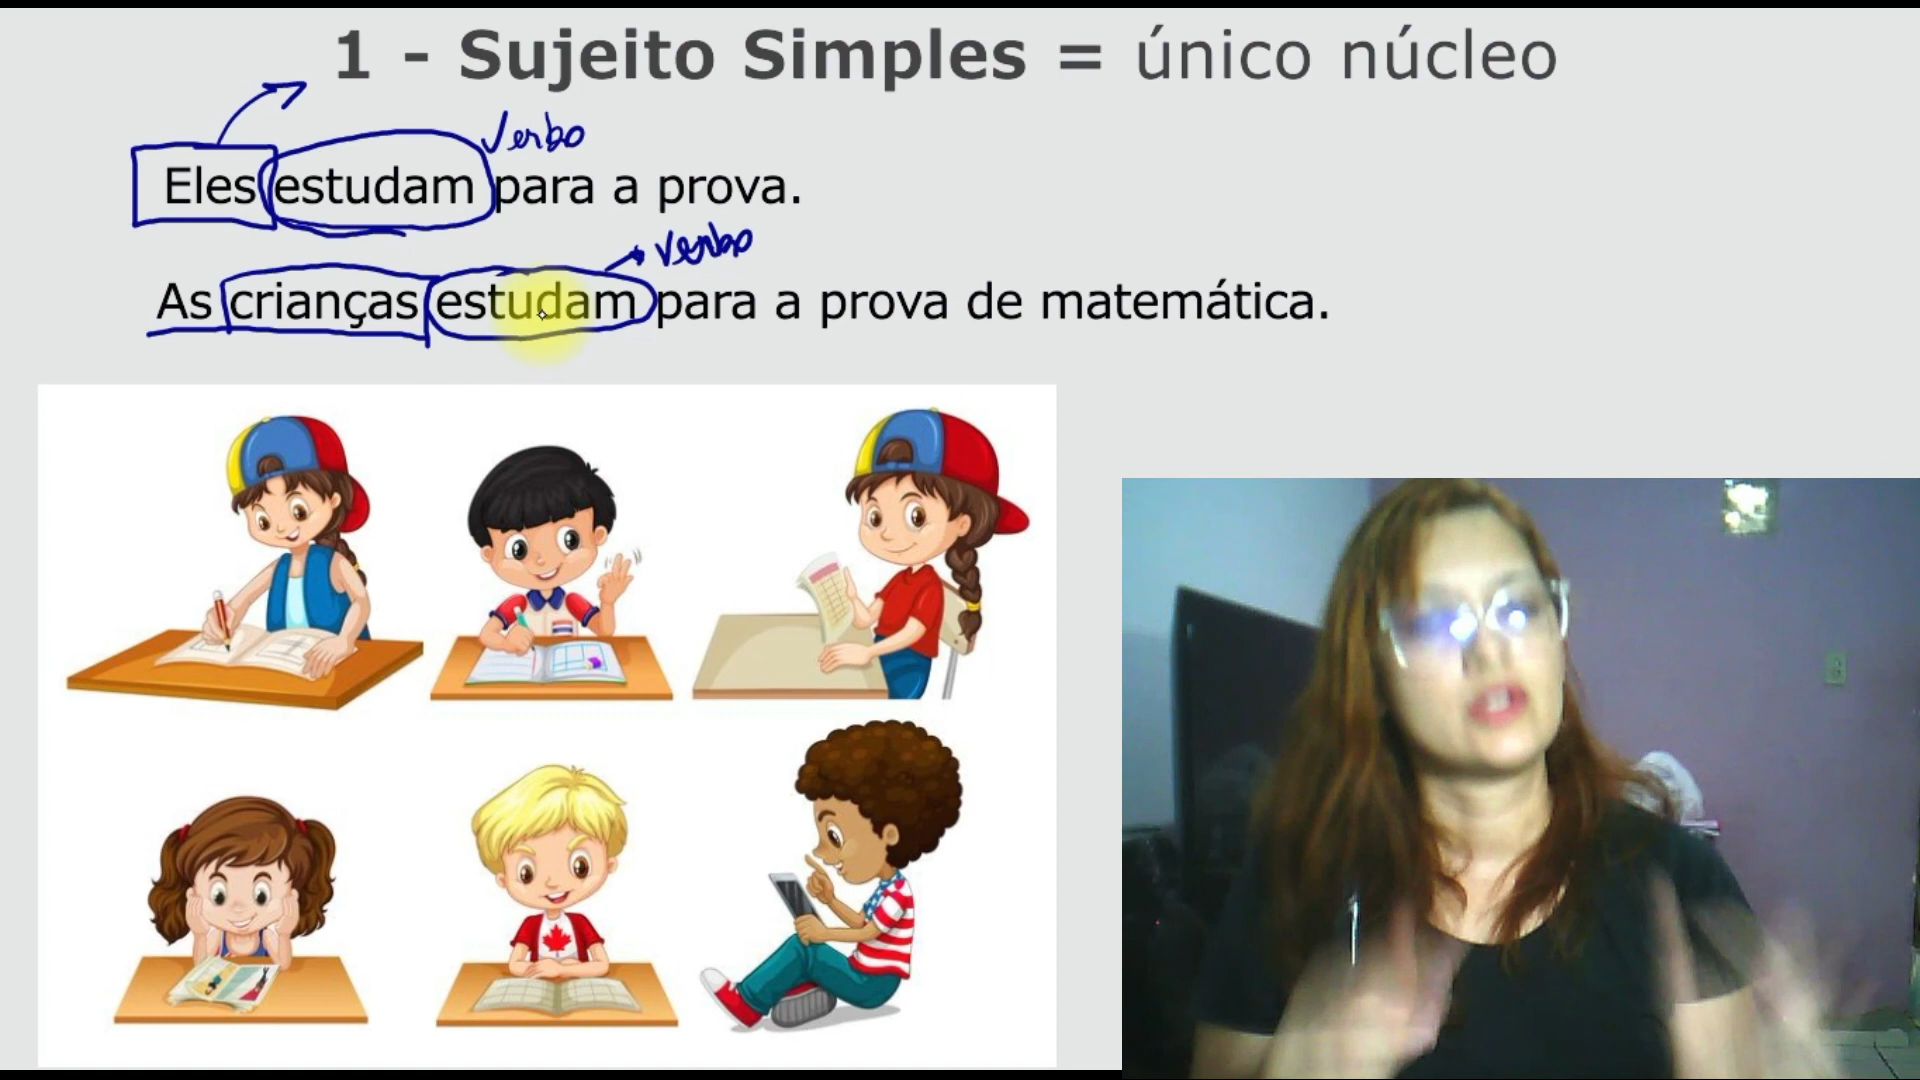 1 - Sujeito Simples = único núcleo
Verbo
Eles estudam para a prova.
Verbo
As crianças estudam para a prova de matemática.